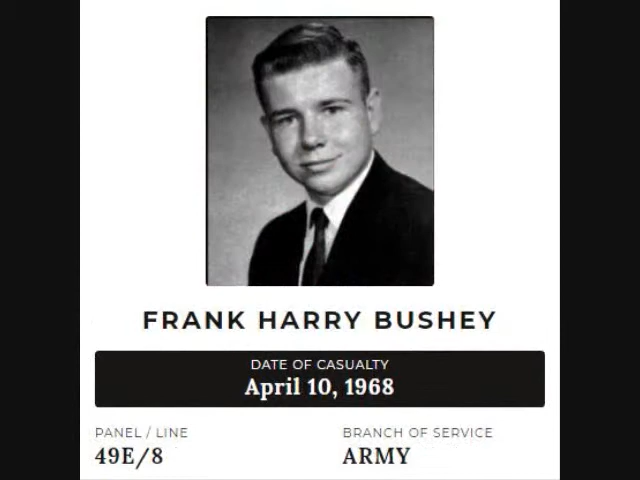 FRANK HARRY BUSHEY
DATE OF CASUALTY
April 10, 1968
PANEL / LINE
49E/8
BRANCH OF SERVICE
ARMY